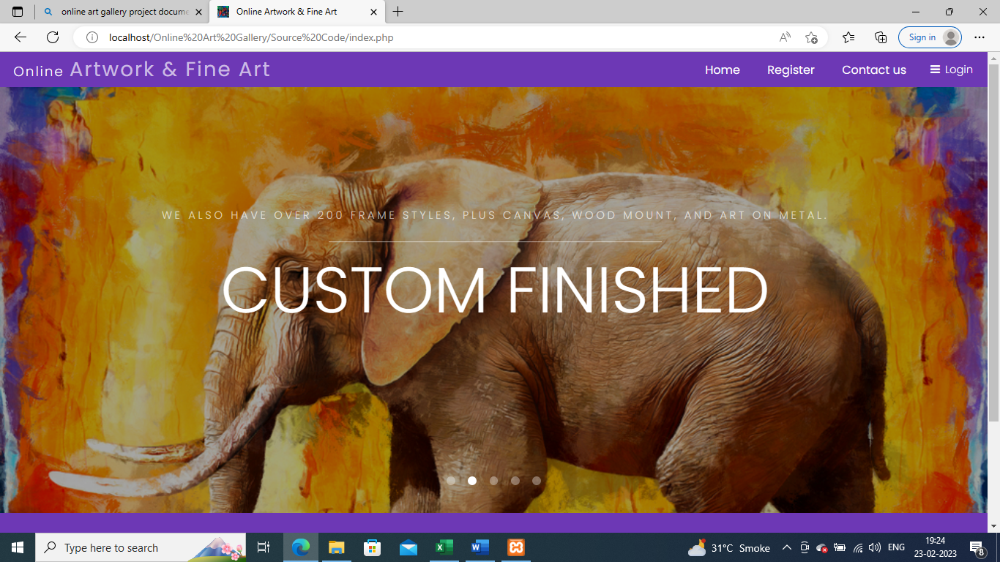 online art gallery project docume
Online Artwork & Fine Art
localhost/Online%20Art%20Gallery/Source%20Code/index.php
Sign in
Online Artwork & Fine Art
Home
Register
Contact us
Login
WE ALSO HAVE OVER 200 FRAME STYLES, PLUS CANVAS, WOOD MOUNT, AND ART ON METAL.
CUSTOM FINISHED
Type here to search
31°C Smoke
ENG
19:24
23-02-2023
8